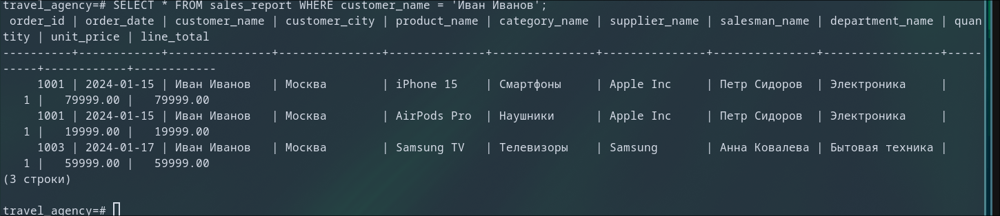 travel_agency=# SELECT * FROM sales_report WHERE customer_name = 'Иван Иванов';
 order_id | order_date | customer_name | customer_city | product_name | category_name | supplier_name | salesman_name | department_name | quan
tity | unit_price | line_total
----------+------------+---------------+---------------+--------------+---------------+---------------+---------------+-----------------+-----
-----+------------+------------
     1001 | 2024-01-15 | Иван Иванов   | Москва        | iPhone 15    | Смартфоны     | Apple Inc     | Петр Сидоров  | Электроника     |
   1 |   79999.00 |   79999.00
     1001 | 2024-01-15 | Иван Иванов   | Москва        | AirPods Pro  | Наушники      | Apple Inc     | Петр Сидоров  | Электроника     |
   1 |   19999.00 |   19999.00
     1003 | 2024-01-17 | Иван Иванов   | Москва        | Samsung TV   | Телевизоры    | Samsung       | Анна Ковалева | Бытовая техника |
   1 |   59999.00 |   59999.00
(3 строки)
travel_agency=#